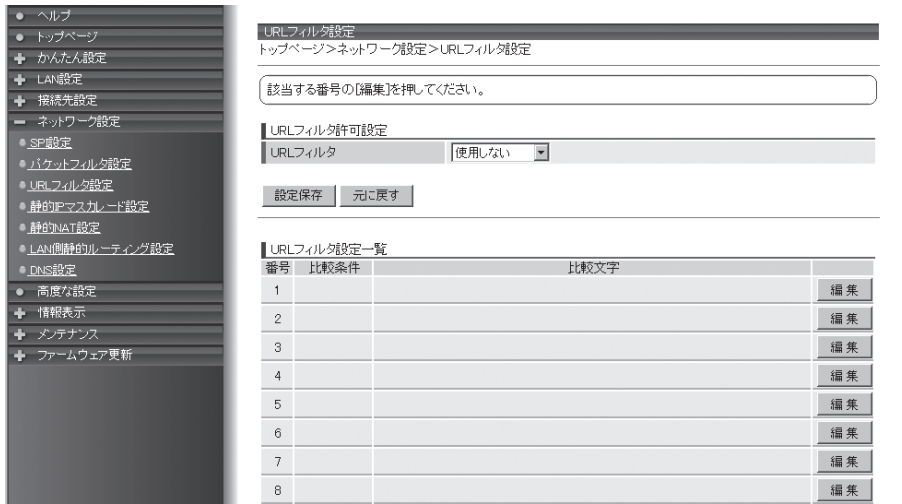 ヘルプ
トップページ
かんたん設定
LAN設定
接続先設定
ネットワーク設定
SPI設定
パケットフィルタ設定
URLフィルタ設定
静的IPマスカレード設定
静的NAT設定
LAN側静的ルーティング設定
DNS設定
高度な設定
情報表示
メンテナンス
ファームウェア更新
URLフィルタ設定
トップページ＞ネットワーク設定＞URLフィルタ設定
該当する番号の[編集]を押してください。
URLフィルタ許可設定
URLフィルタ 使用しない
設定保存 元に戻す
URLフィルタ設定一覧
番号 比較条件 比較文字
1 編集
2 編集
3 編集
4 編集
5 編集
6 編集
7 編集
8 編集